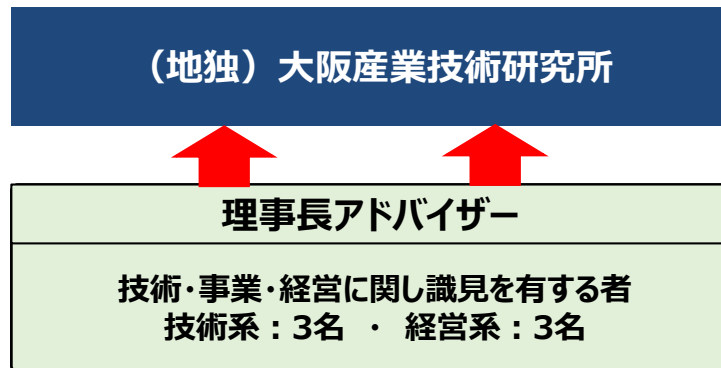 （地独）大阪産業技術研究所
理事長アドバイザー
技術・事業・経営に関し識見を有する者
技術系：3名 ・ 経営系：3名